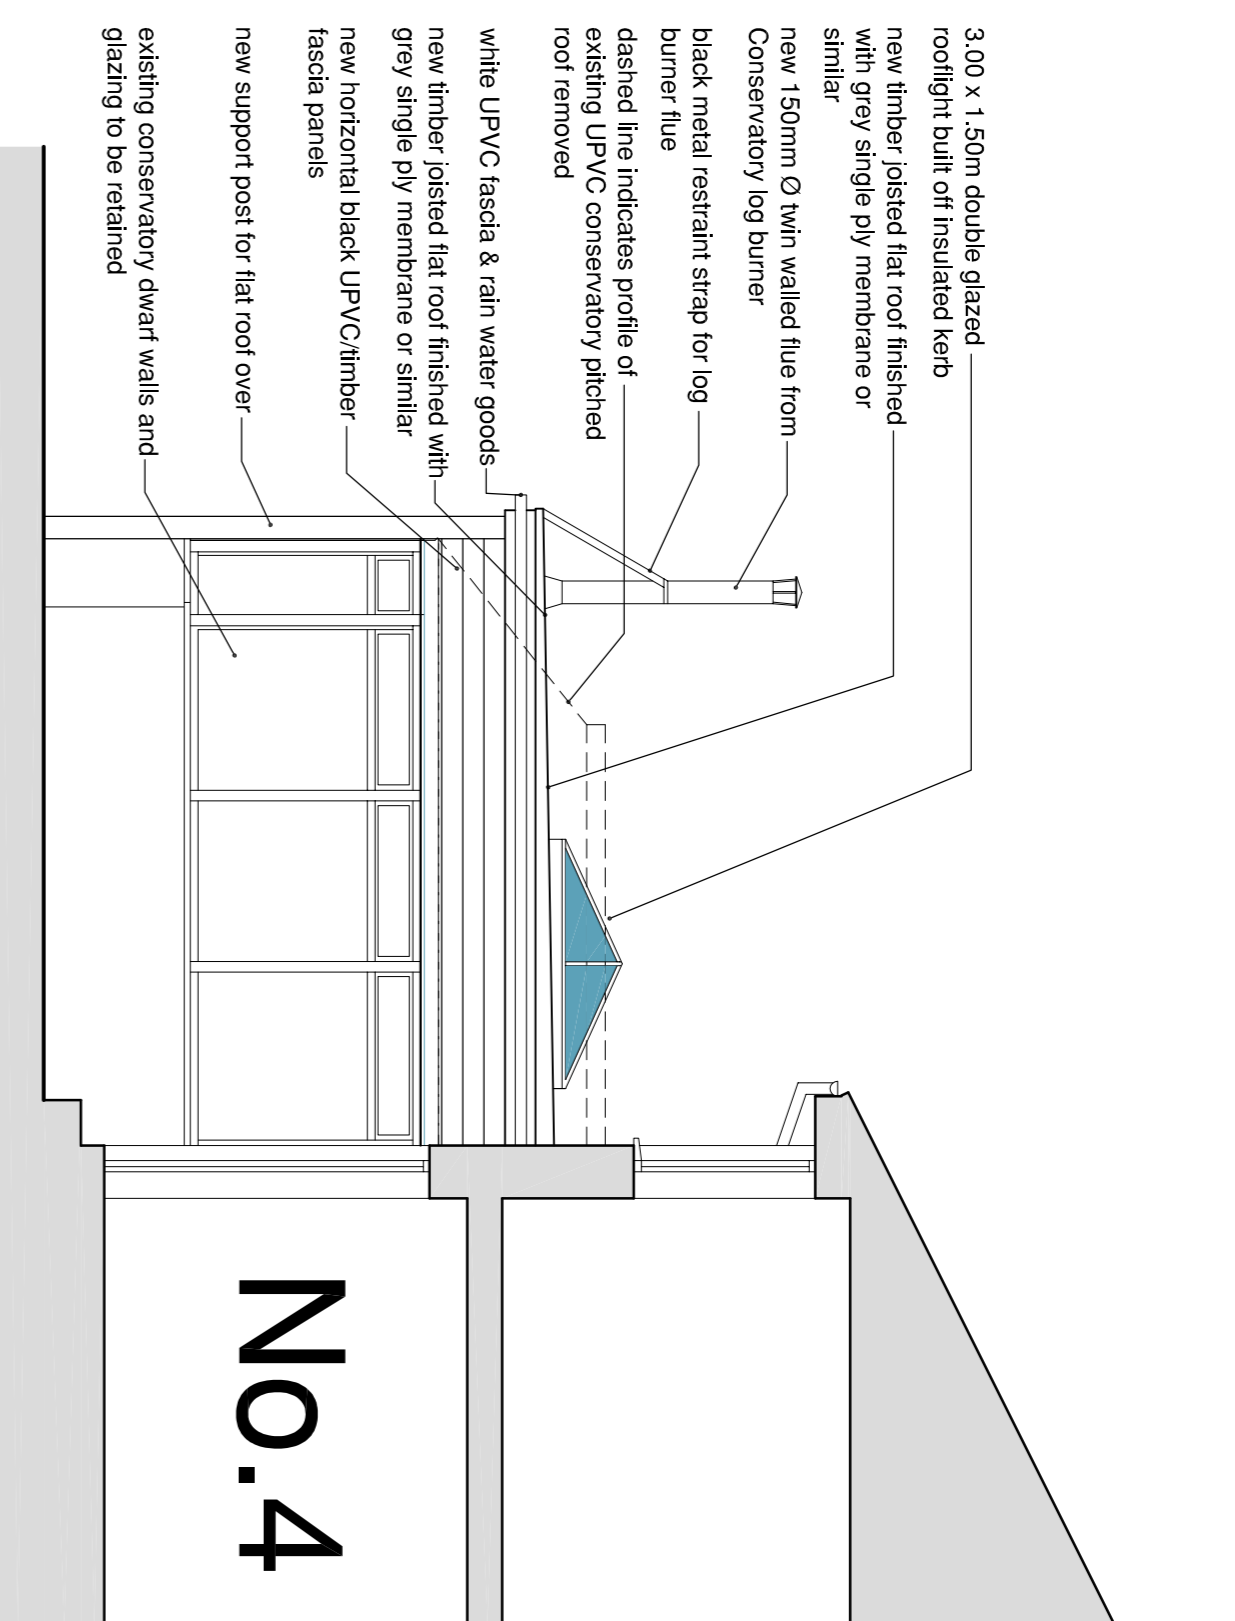 3.00 x 1.50m double glazed
rooflight built off insulated kerb
new timber joisted flat roof finished
with grey single ply membrane or
similar
new 150mm Ø twin walled flue from
Conservatory log burner
black metal restraint strap for log
burner flue
dashed line indicates profile of
existing UPVC conservatory pitched
roof removed
white UPVC fascia & rain water goods
new timber joisted flat roof finished with
grey single ply membrane or similar
new horizontal black UPVC/timber
fascia panels
new support post for flat roof over
existing conservatory dwarf walls and
glazing to be retained
No.4